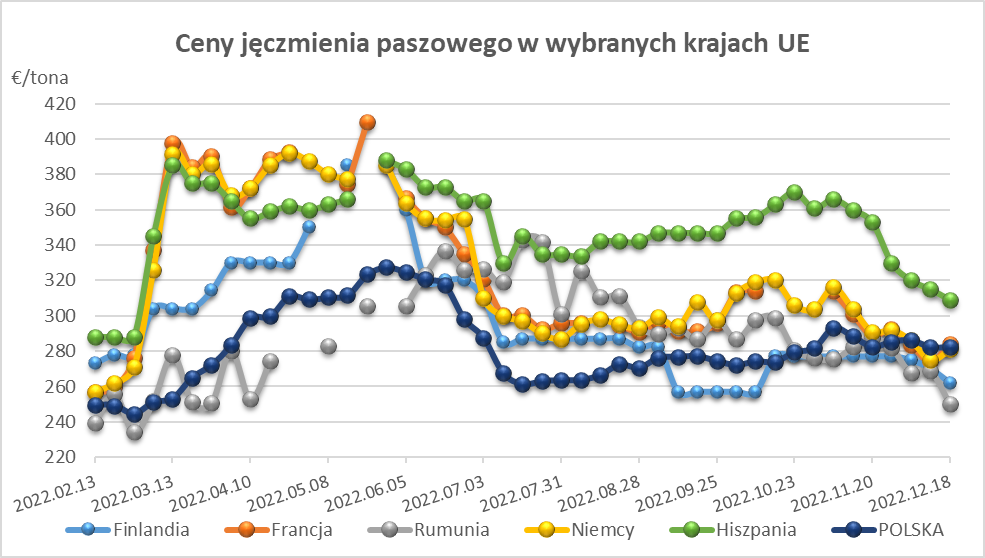 Ceny jęczmienia paszowego w wybranych krajach UE
€/tona
420
400
380
360
340
320
300
280
260
240
220
2022.02.13 2022.03.13 2022.04.10 2022.05.08 2022.06.05 2022.07.03 2022.07.31 2022.08.28 2022.09.25 2022.10.23 2022.11.20 2022.12.18
Finlandia Francja Rumunia Niemcy Hiszpania POLSKA